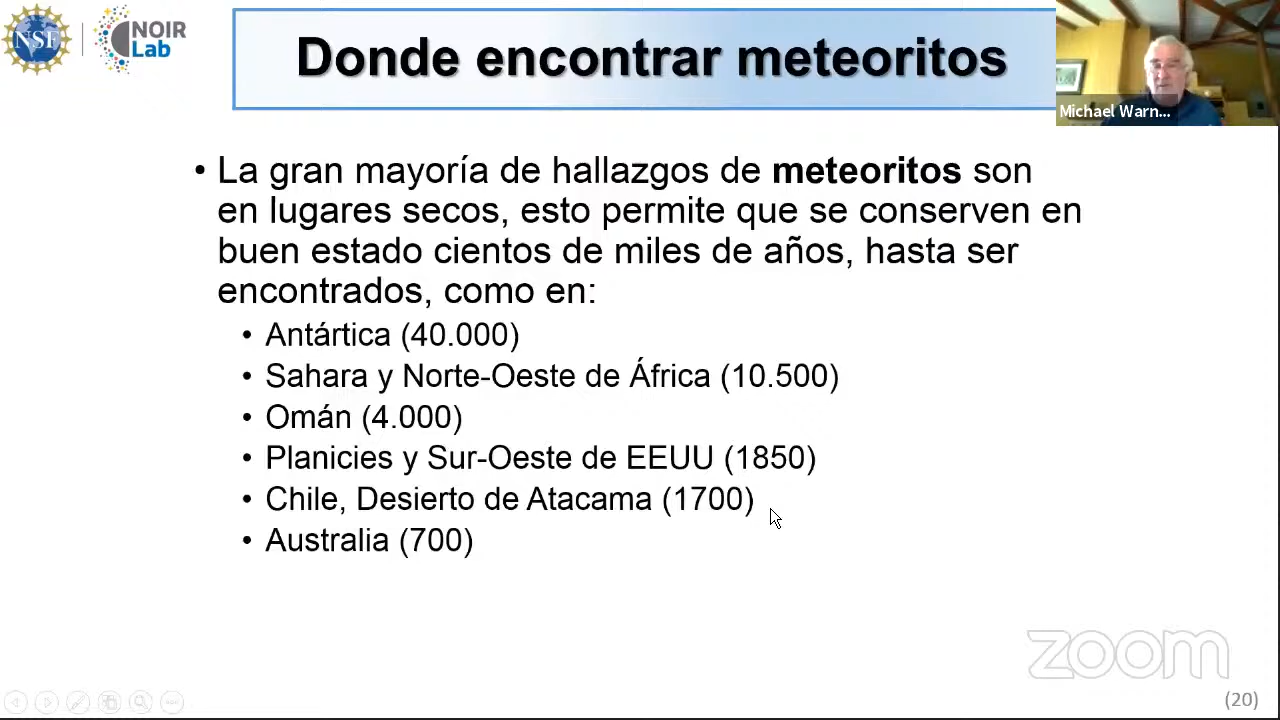 NSF
NOIR
Lab
Donde encontrar meteoritos
Michael Warn...
• La gran mayoría de hallazgos de meteoritos son
en lugares secos, esto permite que se conserven en
buen estado cientos de miles de años, hasta ser
encontrados, como en:
• Antártica (40.000)
• Sahara y Norte-Oeste de África (10.500)
• Omán (4.000)
• Planicies y Sur-Oeste de EEUU (1850)
• Chile, Desierto de Atacama (1700)
• Australia (700)
zoom
(20)